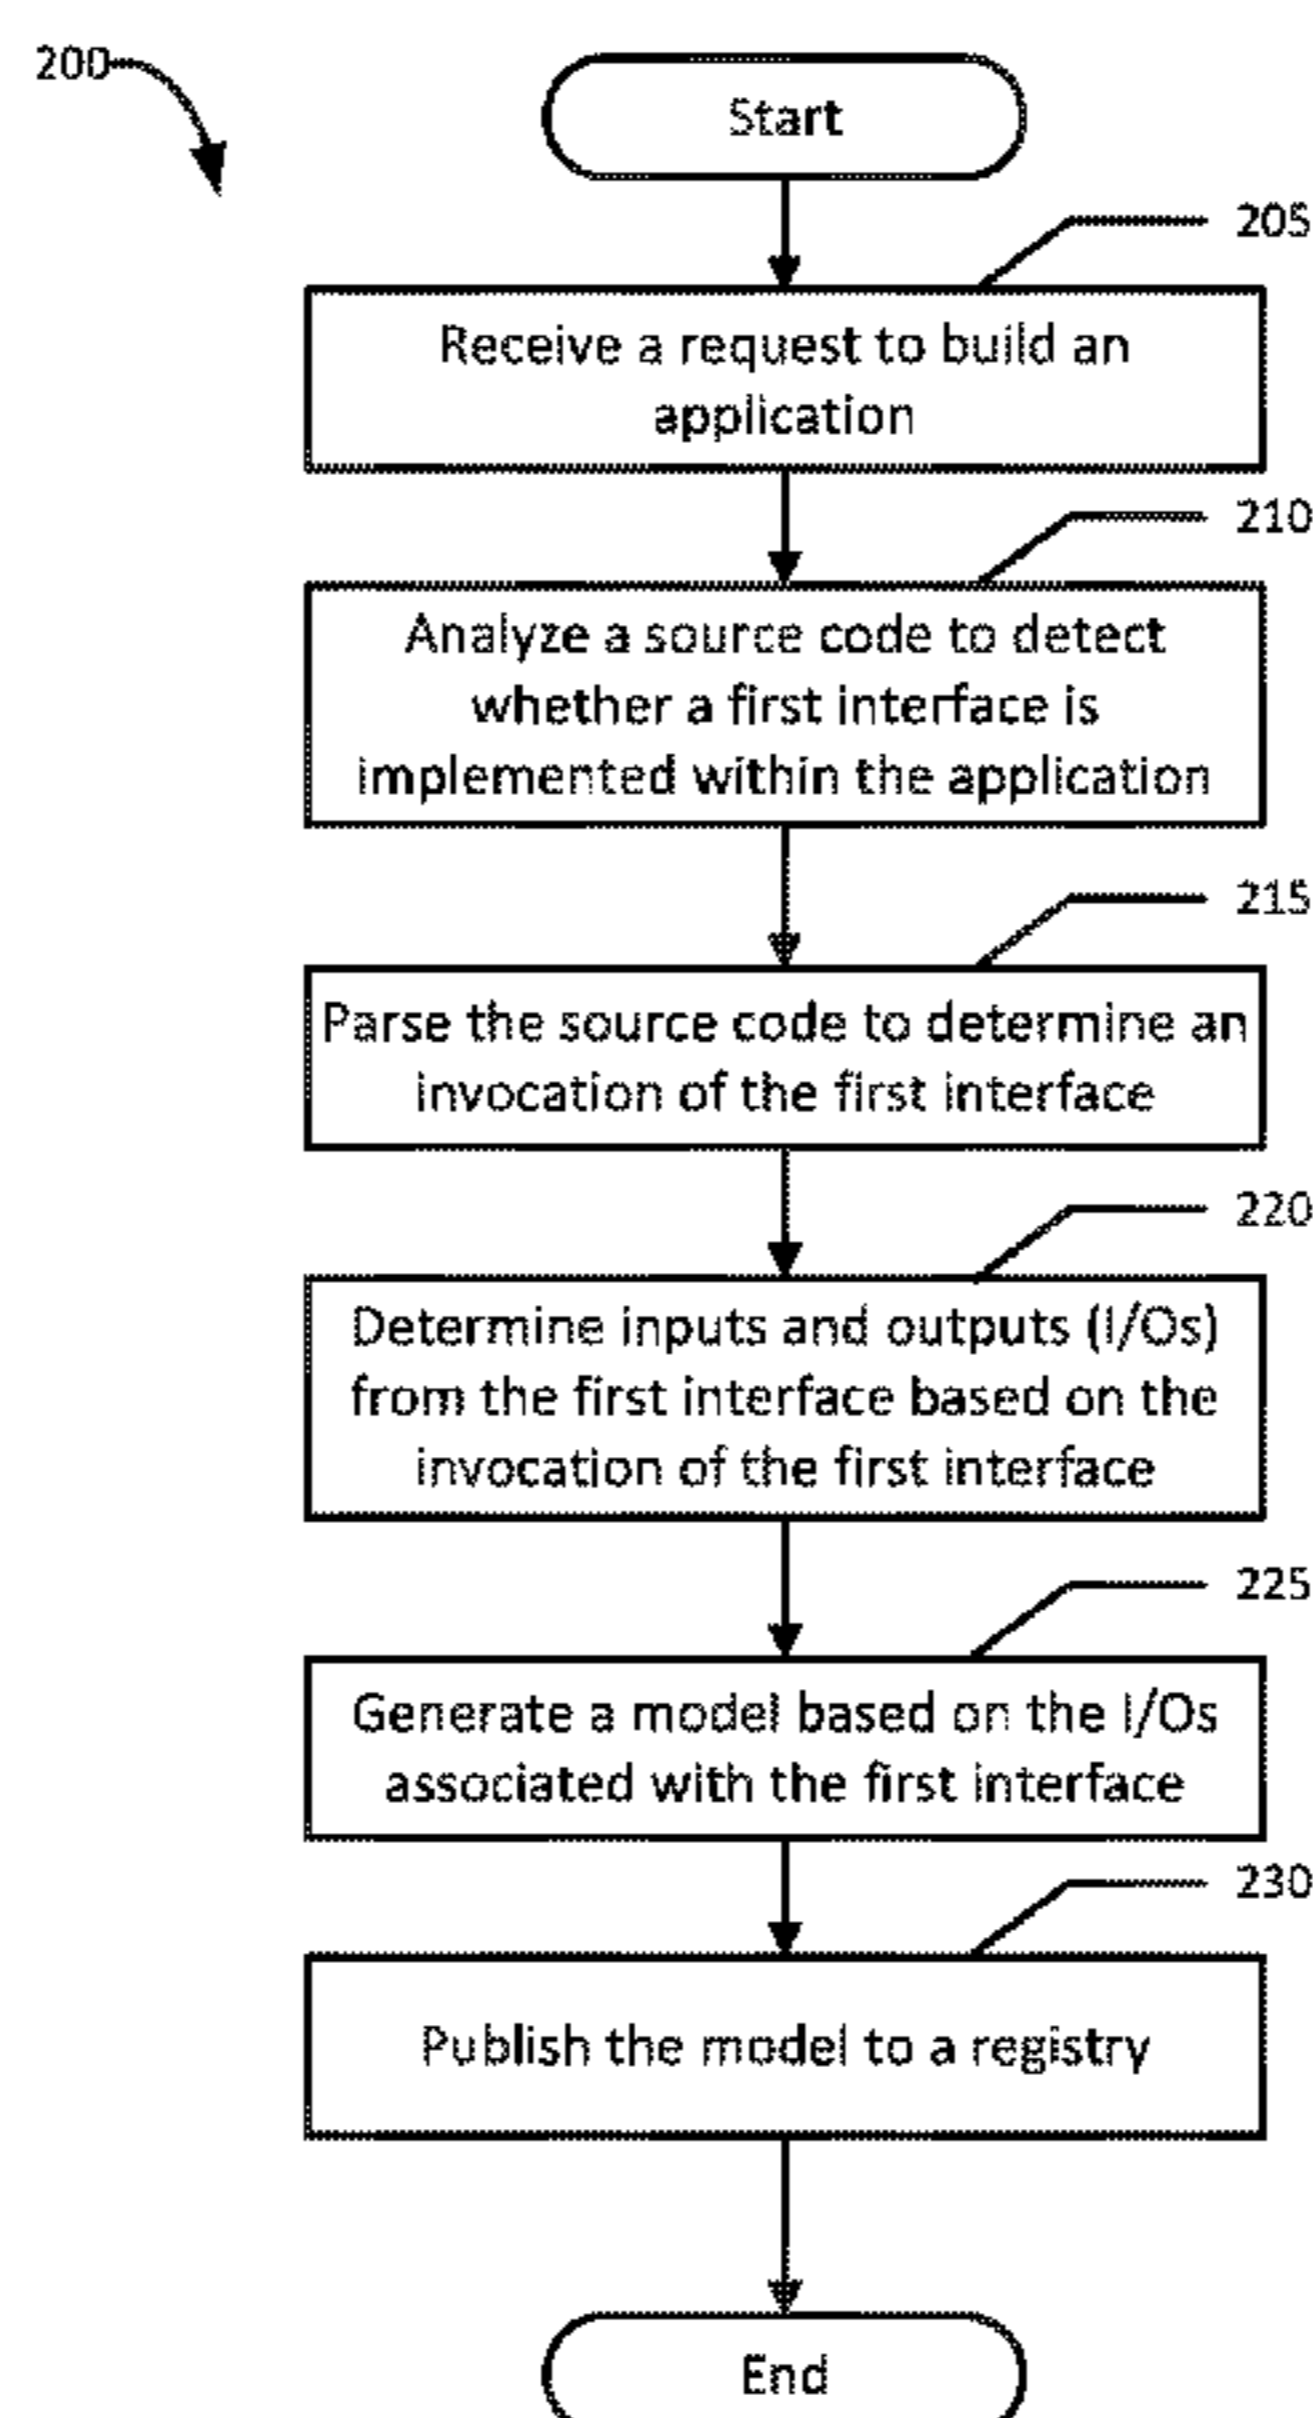 200
Start
205
Receive a request to build an
application
210
Analyze a source code to detect
whether a first interface is
implemented within the application
215
Parse the source code to determine an
invocation of the first interface
220
Determine inputs and outputs (I/Os)
from the first interface based on the
invocation of the first interface
225
Generate a model based on the I/Os
associated with the first interface
230
Publish the model to a registry
End